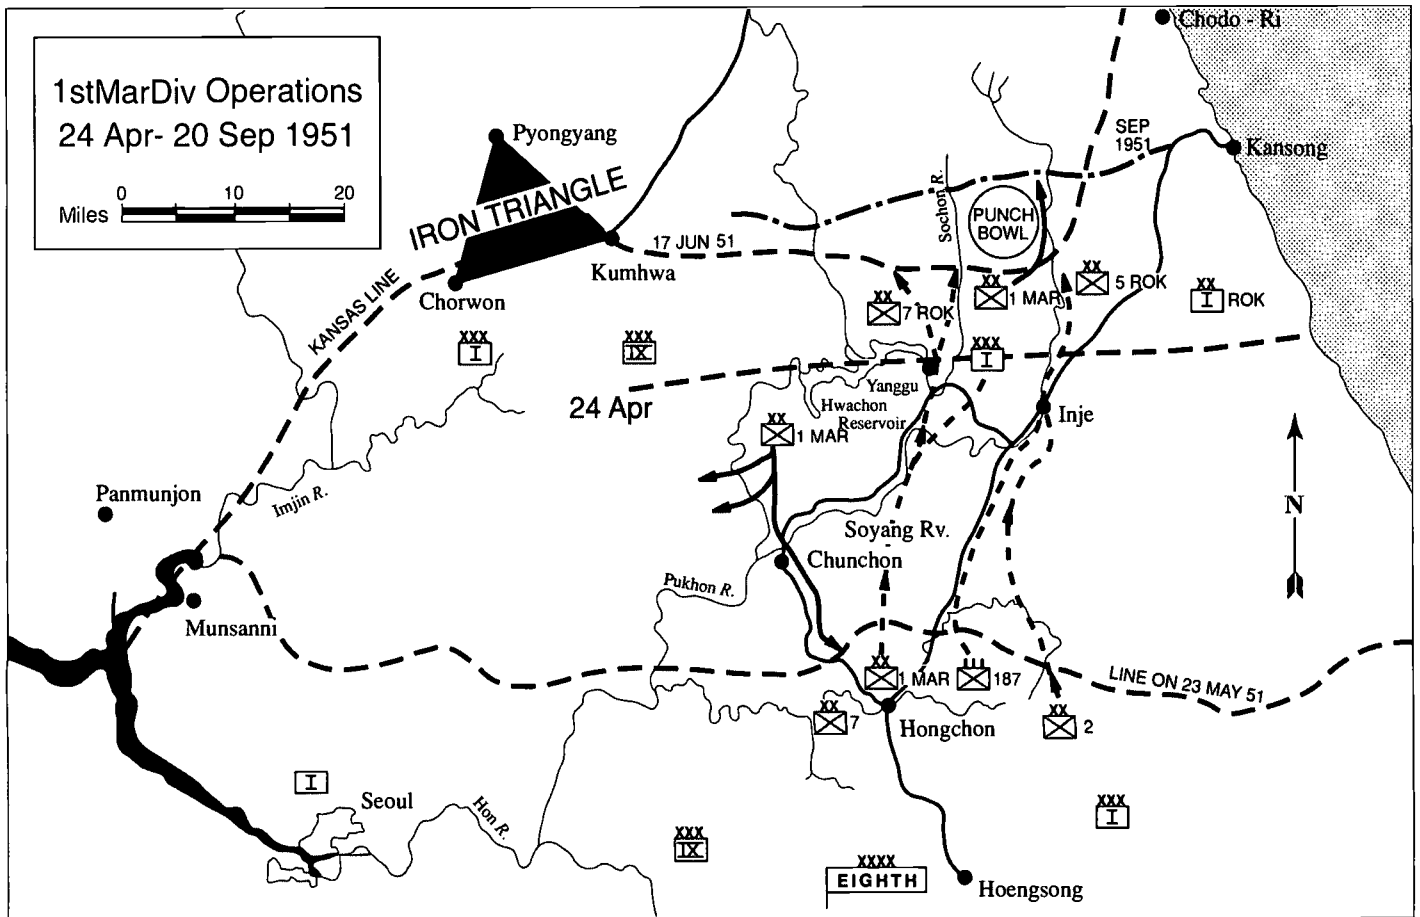 1stMarDiv Operations
24 Apr- 20 Sep 1951
0 10 20
Miles
Chodo - Ri
Pyongyang
SEP
1951
Kansong
IRON TRIANGLE
Sochon R.
PUNCH
BOWL
17 JUN 51
Kumhwa
KANSAS LINE
Chorwon
XX
7 ROK
XX
1 MAR
XX
5 ROK
XX
I ROK
XXX
I
XXX
IX
XXX
I
24 Apr
Yanggu
Hwachon
Reservoir
Inje
XX
1 MAR
Panmunjon
Imjin R.
N
Soyang Rv.
Chunchon
Pukhon R.
Munsanni
XX
1 MAR
III
187
LINE ON 23 MAY 51
XX
7
Hongchon
XX
2
I
Seoul
Hon R.
XXX
I
XXX
IX
XXXX
EIGHTH
Hoengsong